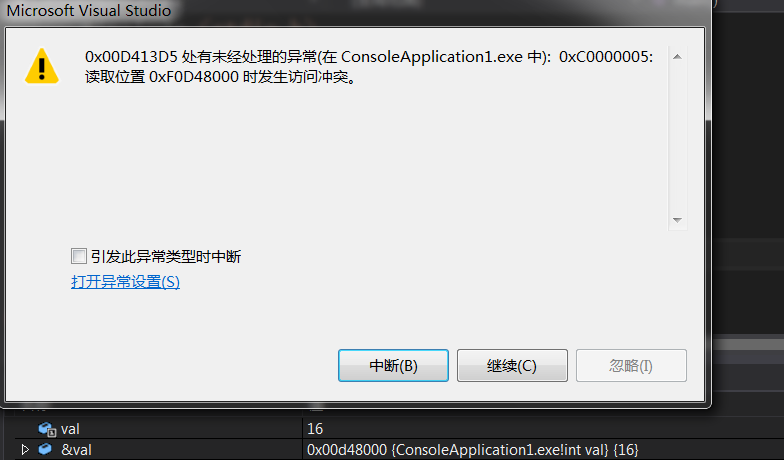 Microsoft Visual Studio
0x00D413D5 处有未经处理的异常(在 ConsoleApplication1.exe 中): 0xC0000005:
读取位置 0xF0D48000 时发生访问冲突。
引发此异常类型时中断
打开异常设置(S)
中断(B)
继续(C)
忽略(I)
val
16
&val
0x00d48000 {ConsoleApplication1.exe!int val} {16}